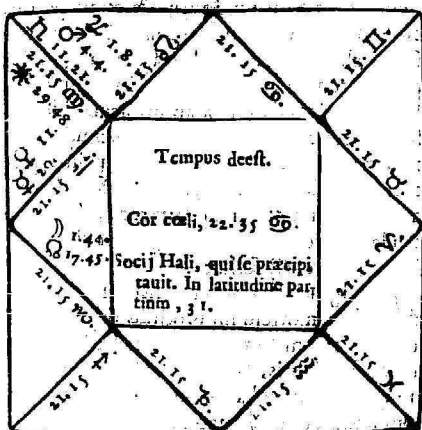 ♄ 11. 21.
♂ 4. 4.
♃ 1. 8.
21. 15 ♍.
☀ 29. 48
21. 15 ♌
21. 15 ♋
21. 15. ♊.
♀ 11.
☿ 20.
21. 15 ♎.
21. 15 ♉.
Tempus deeſt.
Cor cœli, 22. 35 ♋.
☽ 1. 44.
☊ 17. 45.
Socij Hali, qui ſe præcipi
tauit. In latitudine par-
tium, 31.
21. 15 ♏.
21. 15 ♈.
21. 15 ♐
21. 15 ♑.
21. 15 ♒.
21. 15 ♓.